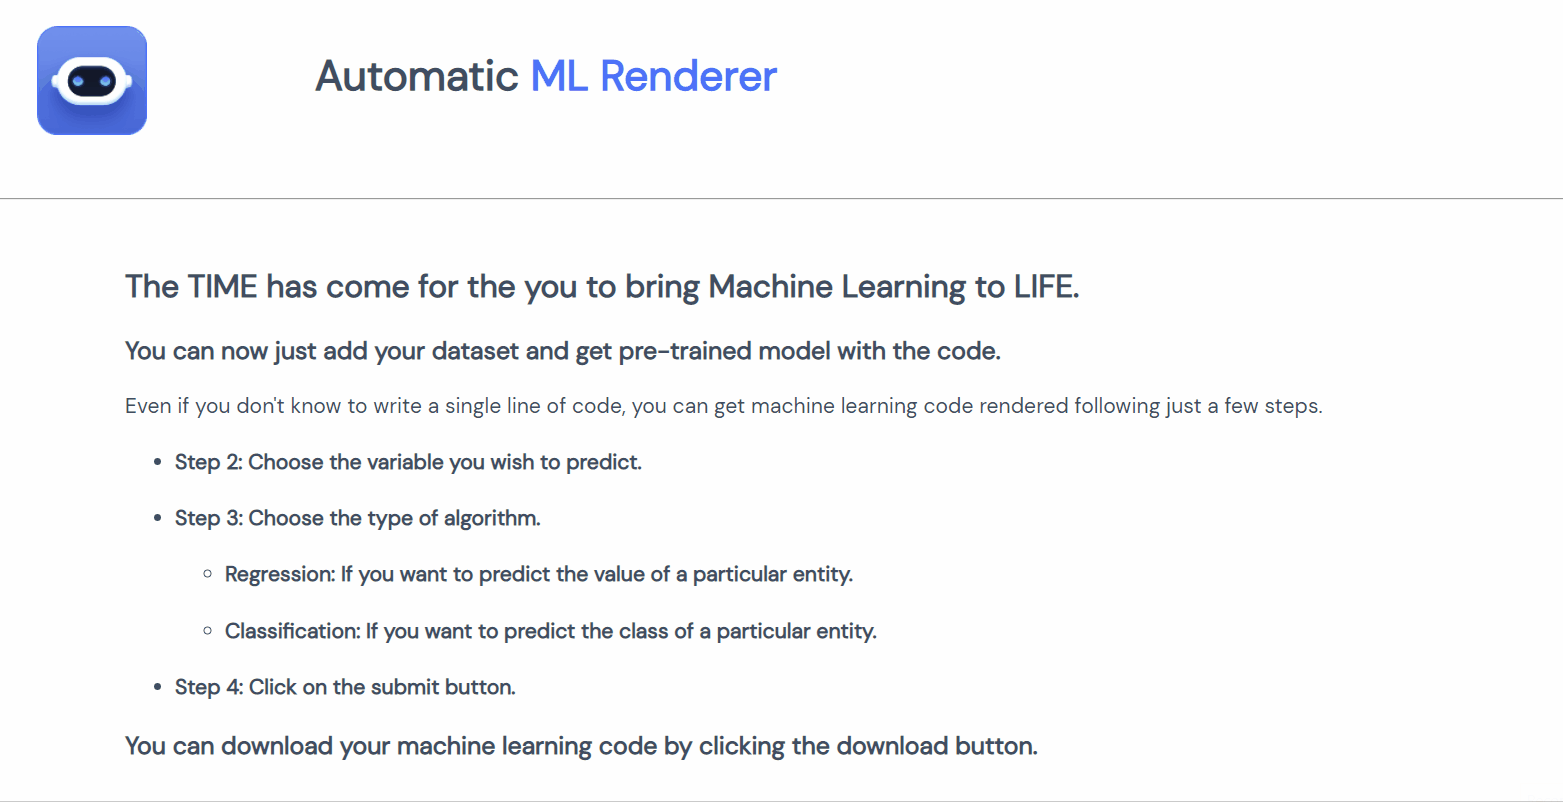 Automatic ML Renderer
The TIME has come for the you to bring Machine Learning to LIFE.
You can now just add your dataset and get pre-trained model with the code.
Even if you don't know to write a single line of code, you can get machine learning code rendered following just a few steps.
Step 2: Choose the variable you wish to predict.
Step 3: Choose the type of algorithm.
Regression: If you want to predict the value of a particular entity.
Classification: If you want to predict the class of a particular entity.
Step 4: Click on the submit button.
You can download your machine learning code by clicking the download button.